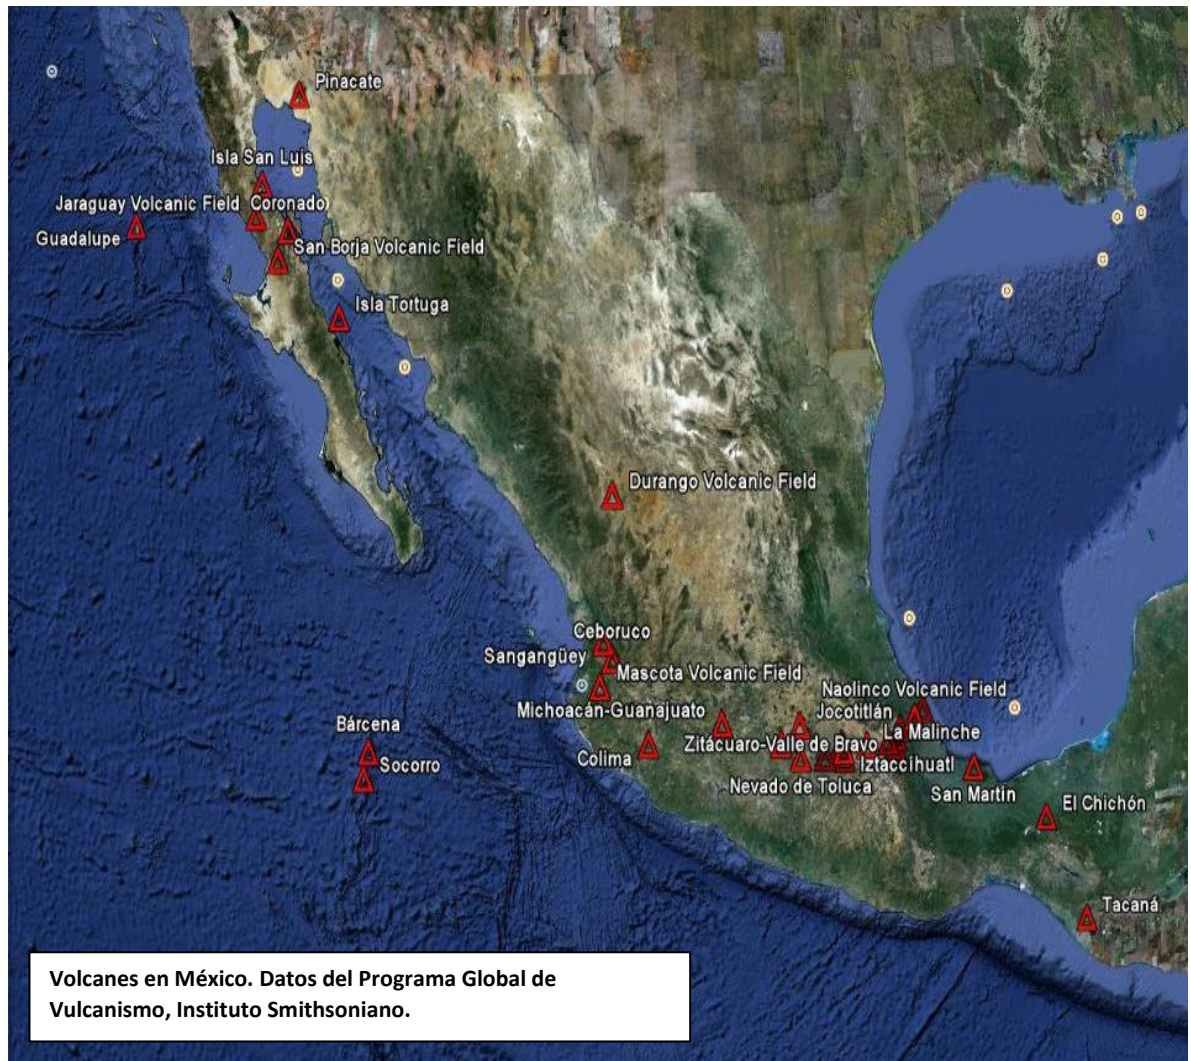 Pinacate
Isla San Luis
Jaraguay Volcanic Field Coronado
Guadalupe
San Borja Volcanic Field
Isla Tortuga
Durango Volcanic Field
Ceboruco
Sangangüey
Mascota Volcanic Field
Naolinco Volcanic Field
Michoacán-Guanajuato
Jocotitlán
Bárcena
La Malinche
Zitácuaro-Valle de Bravo
Colima
Socorro
Iztaccihuatl
Nevado de Toluca
San Martín
El Chichón
Tacaná
Volcanes en México. Datos del Programa Global de
Vulcanismo, Instituto Smithsoniano.